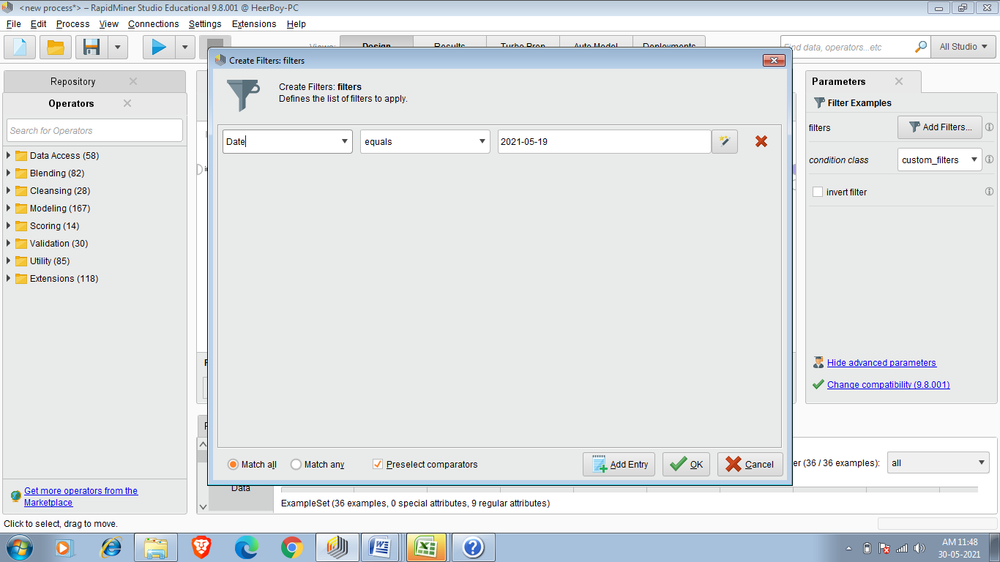 <new process*> – RapidMiner Studio Educational 9.8.001 @ HeerBoy-PC
File Edit Process View Connections Settings Extensions Help
Views: Design Results Turbo Prep Auto Model Deployments
Find data, operators...etc
All Studio
Repository
Operators
Search for Operators
Data Access (58)
Blending (82)
Cleansing (28)
Modeling (167)
Scoring (14)
Validation (30)
Utility (85)
Extensions (118)
Get more operators from the
Marketplace
Create Filters: filters
Create Filters: filters
Defines the list of filters to apply.
Date equals 2021-05-19
Match all Match any Preselect comparators Add Entry OK Cancel
Parameters
Filter Examples
filters Add Filters...
condition class custom_filters
invert filter
Hide advanced parameters
Change compatibility (9.8.001)
(36 / 36 examples): all
Data
ExampleSet (36 examples, 0 special attributes, 9 regular attributes)
Click to select, drag to move.
AM 11:48
30-05-2021